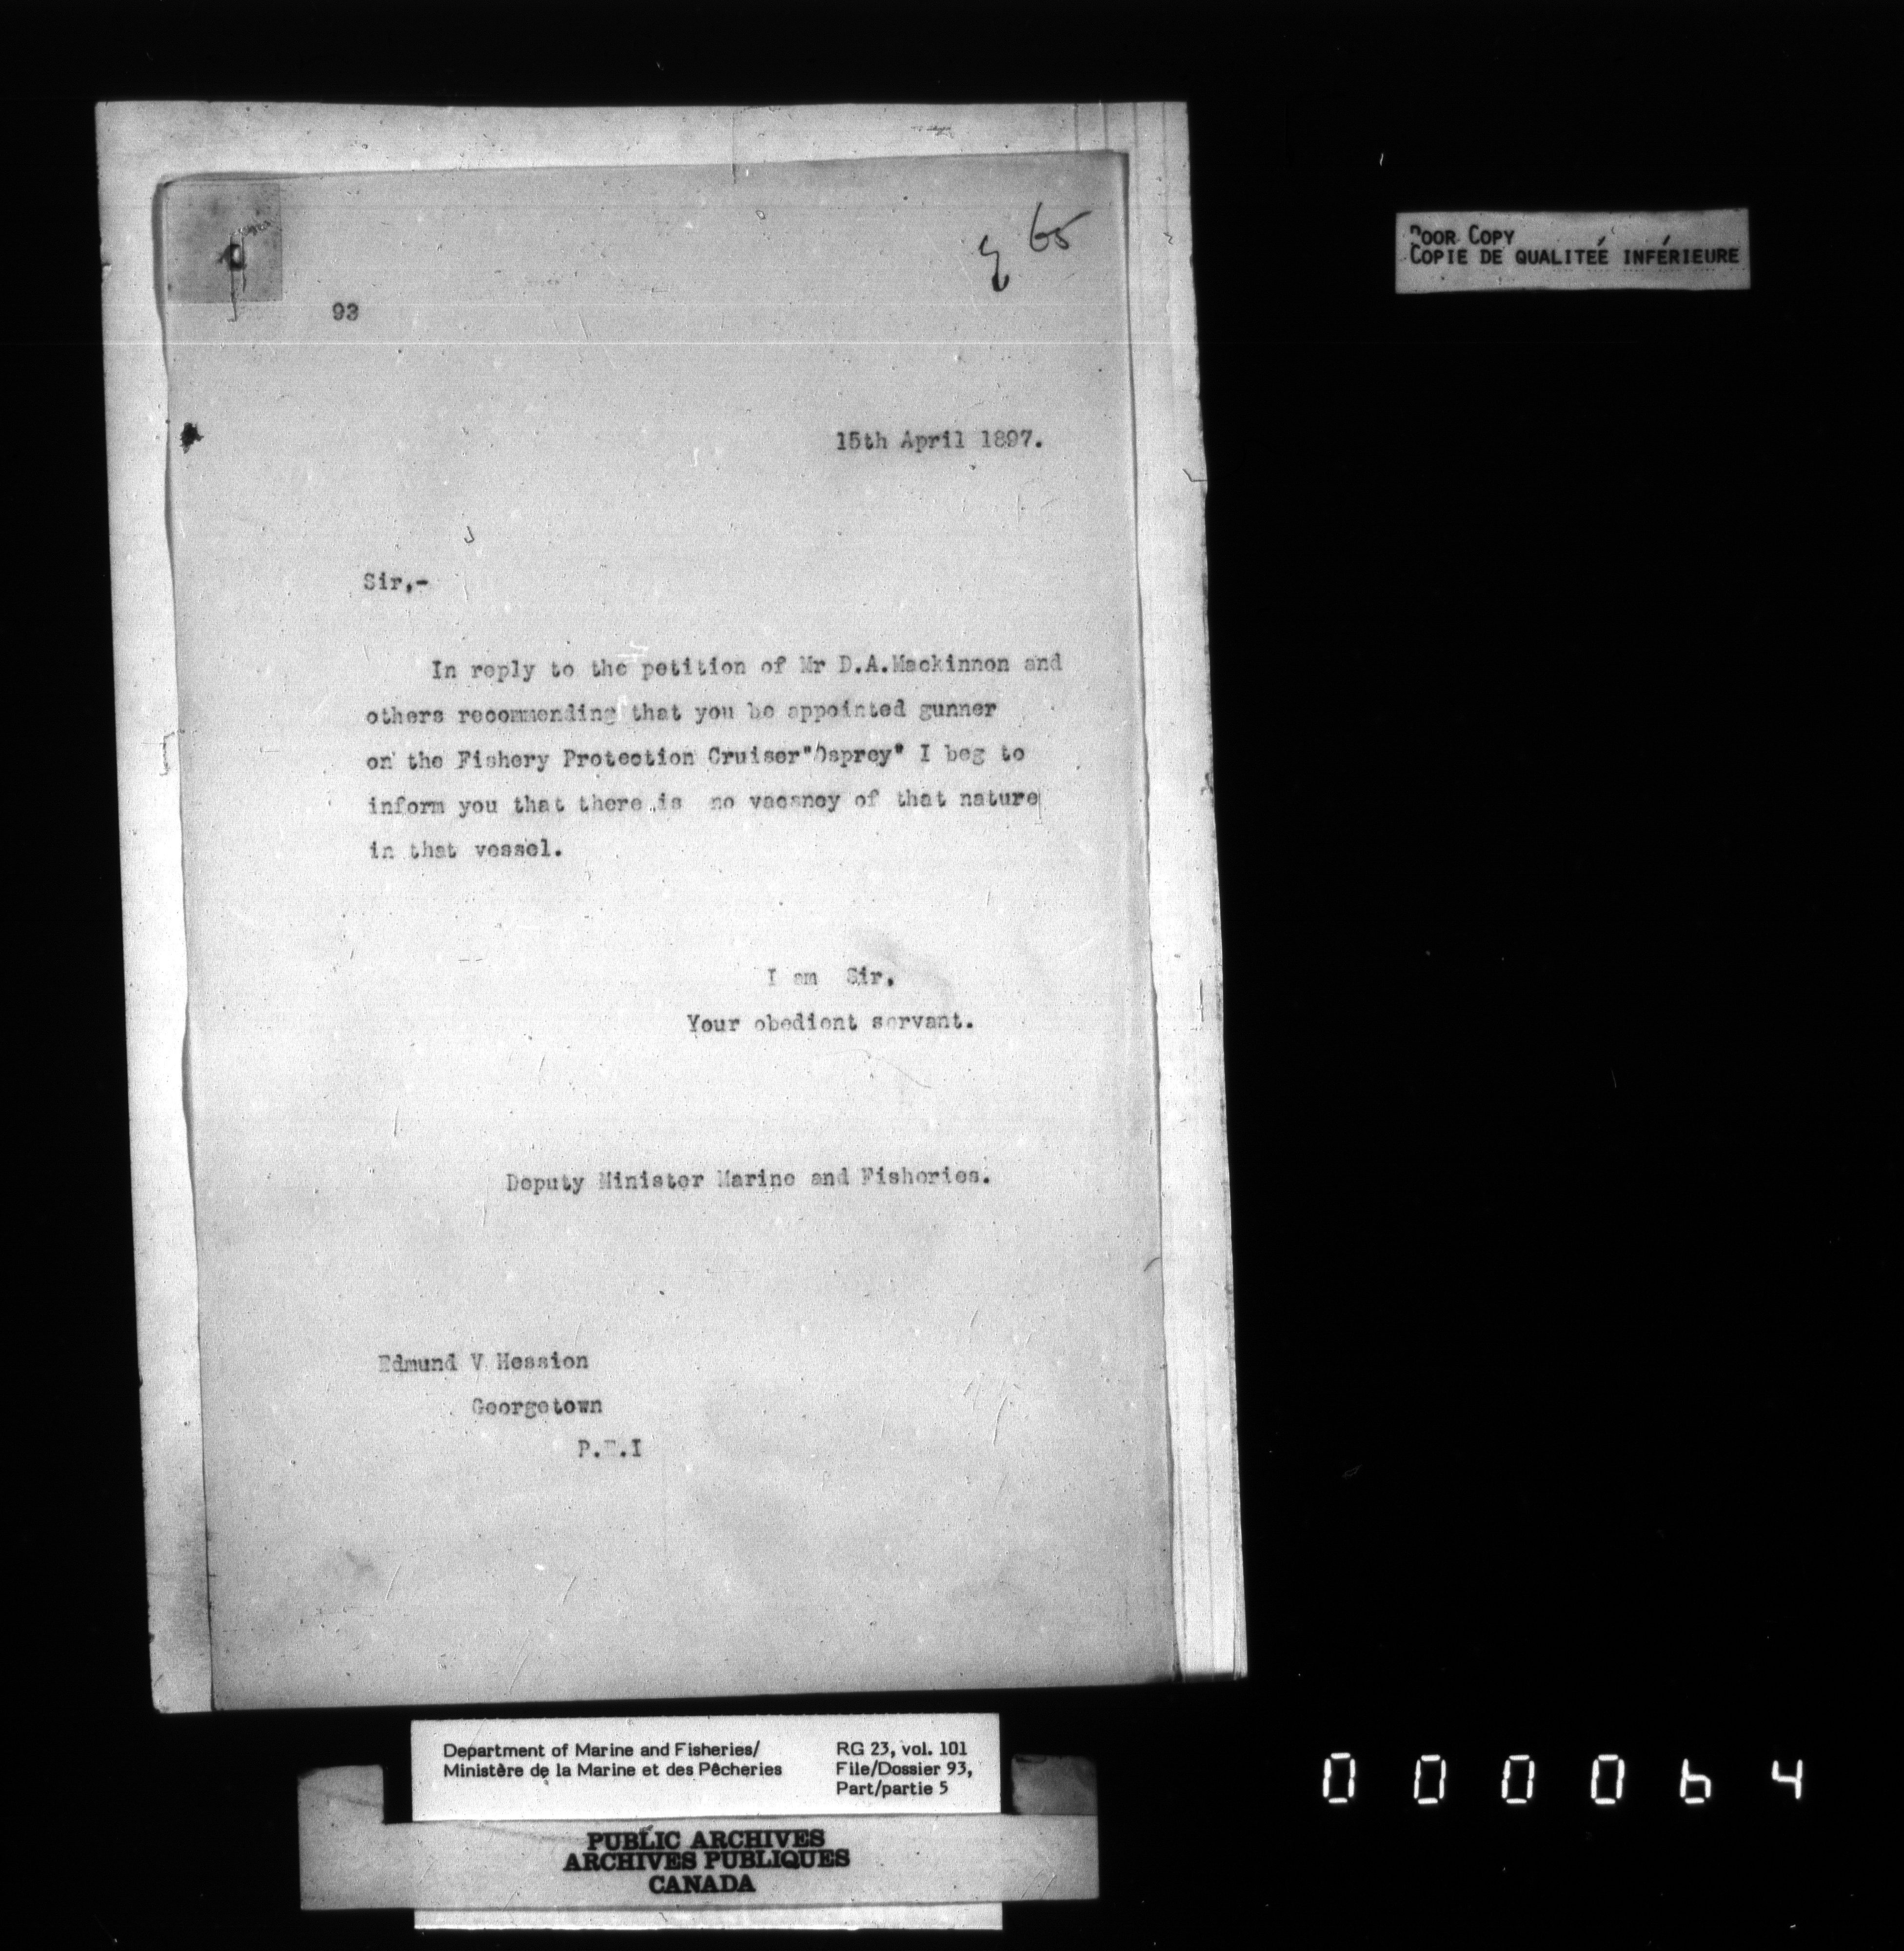 65
93
15th April 1897.
Sir,-
In reply to the petition of Mr D.A.Mackinnon and
others recommending that you be appointed gunner
on the Fishery Protection Cruiser"Osprey" I beg to
inform you that there is no vacancy of that nature
in that vessel.
I am Sir,
Your obedient servant.
Deputy Minister Marine and Fisheries.
Edmund V Hession
Georgetown
P.E.I
POOR COPY
COPIE DE QUALITEÉ INFÉRIEURE
Department of Marine and Fisheries/
Ministère de la Marine et des Pêcheries
RG 23, vol. 101
File/Dossier 93,
Part/partie 5
PUBLIC ARCHIVES
ARCHIVES PUBLIQUES
CANADA
000064